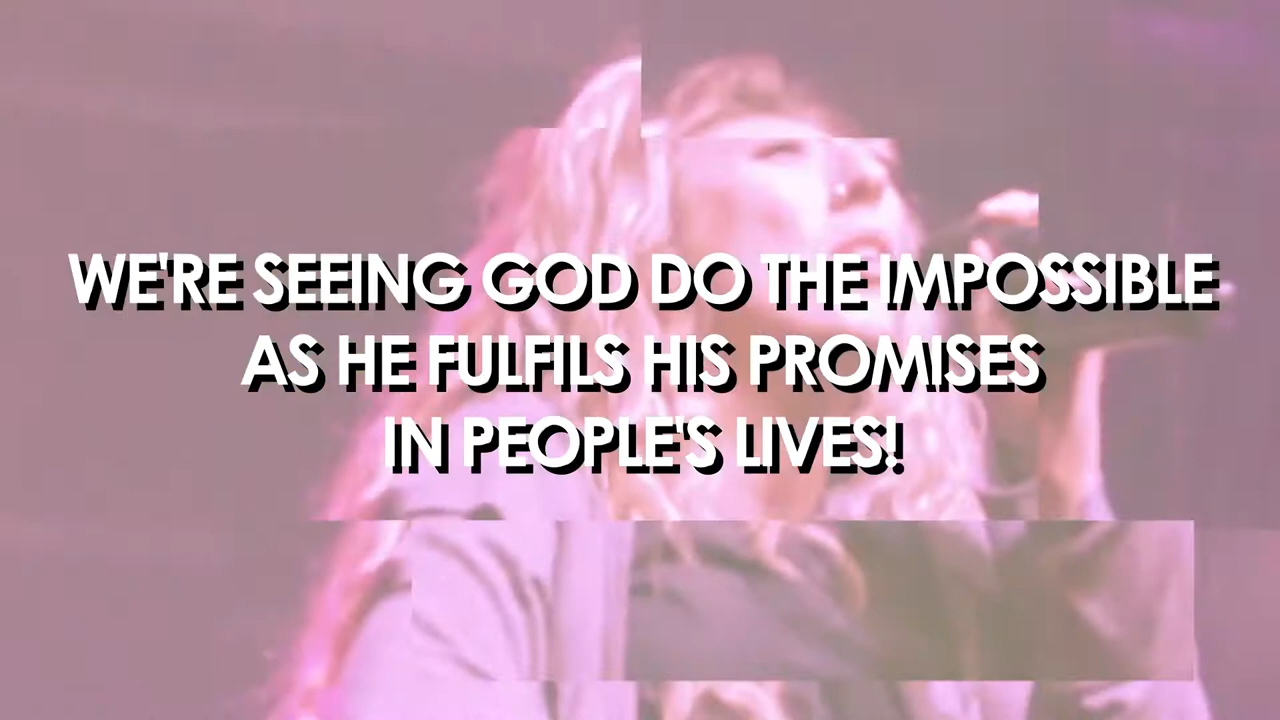 WE'RE SEEING GOD DO THE IMPOSSIBLE
AS HE FULFILS HIS PROMISES
IN PEOPLE'S LIVES!